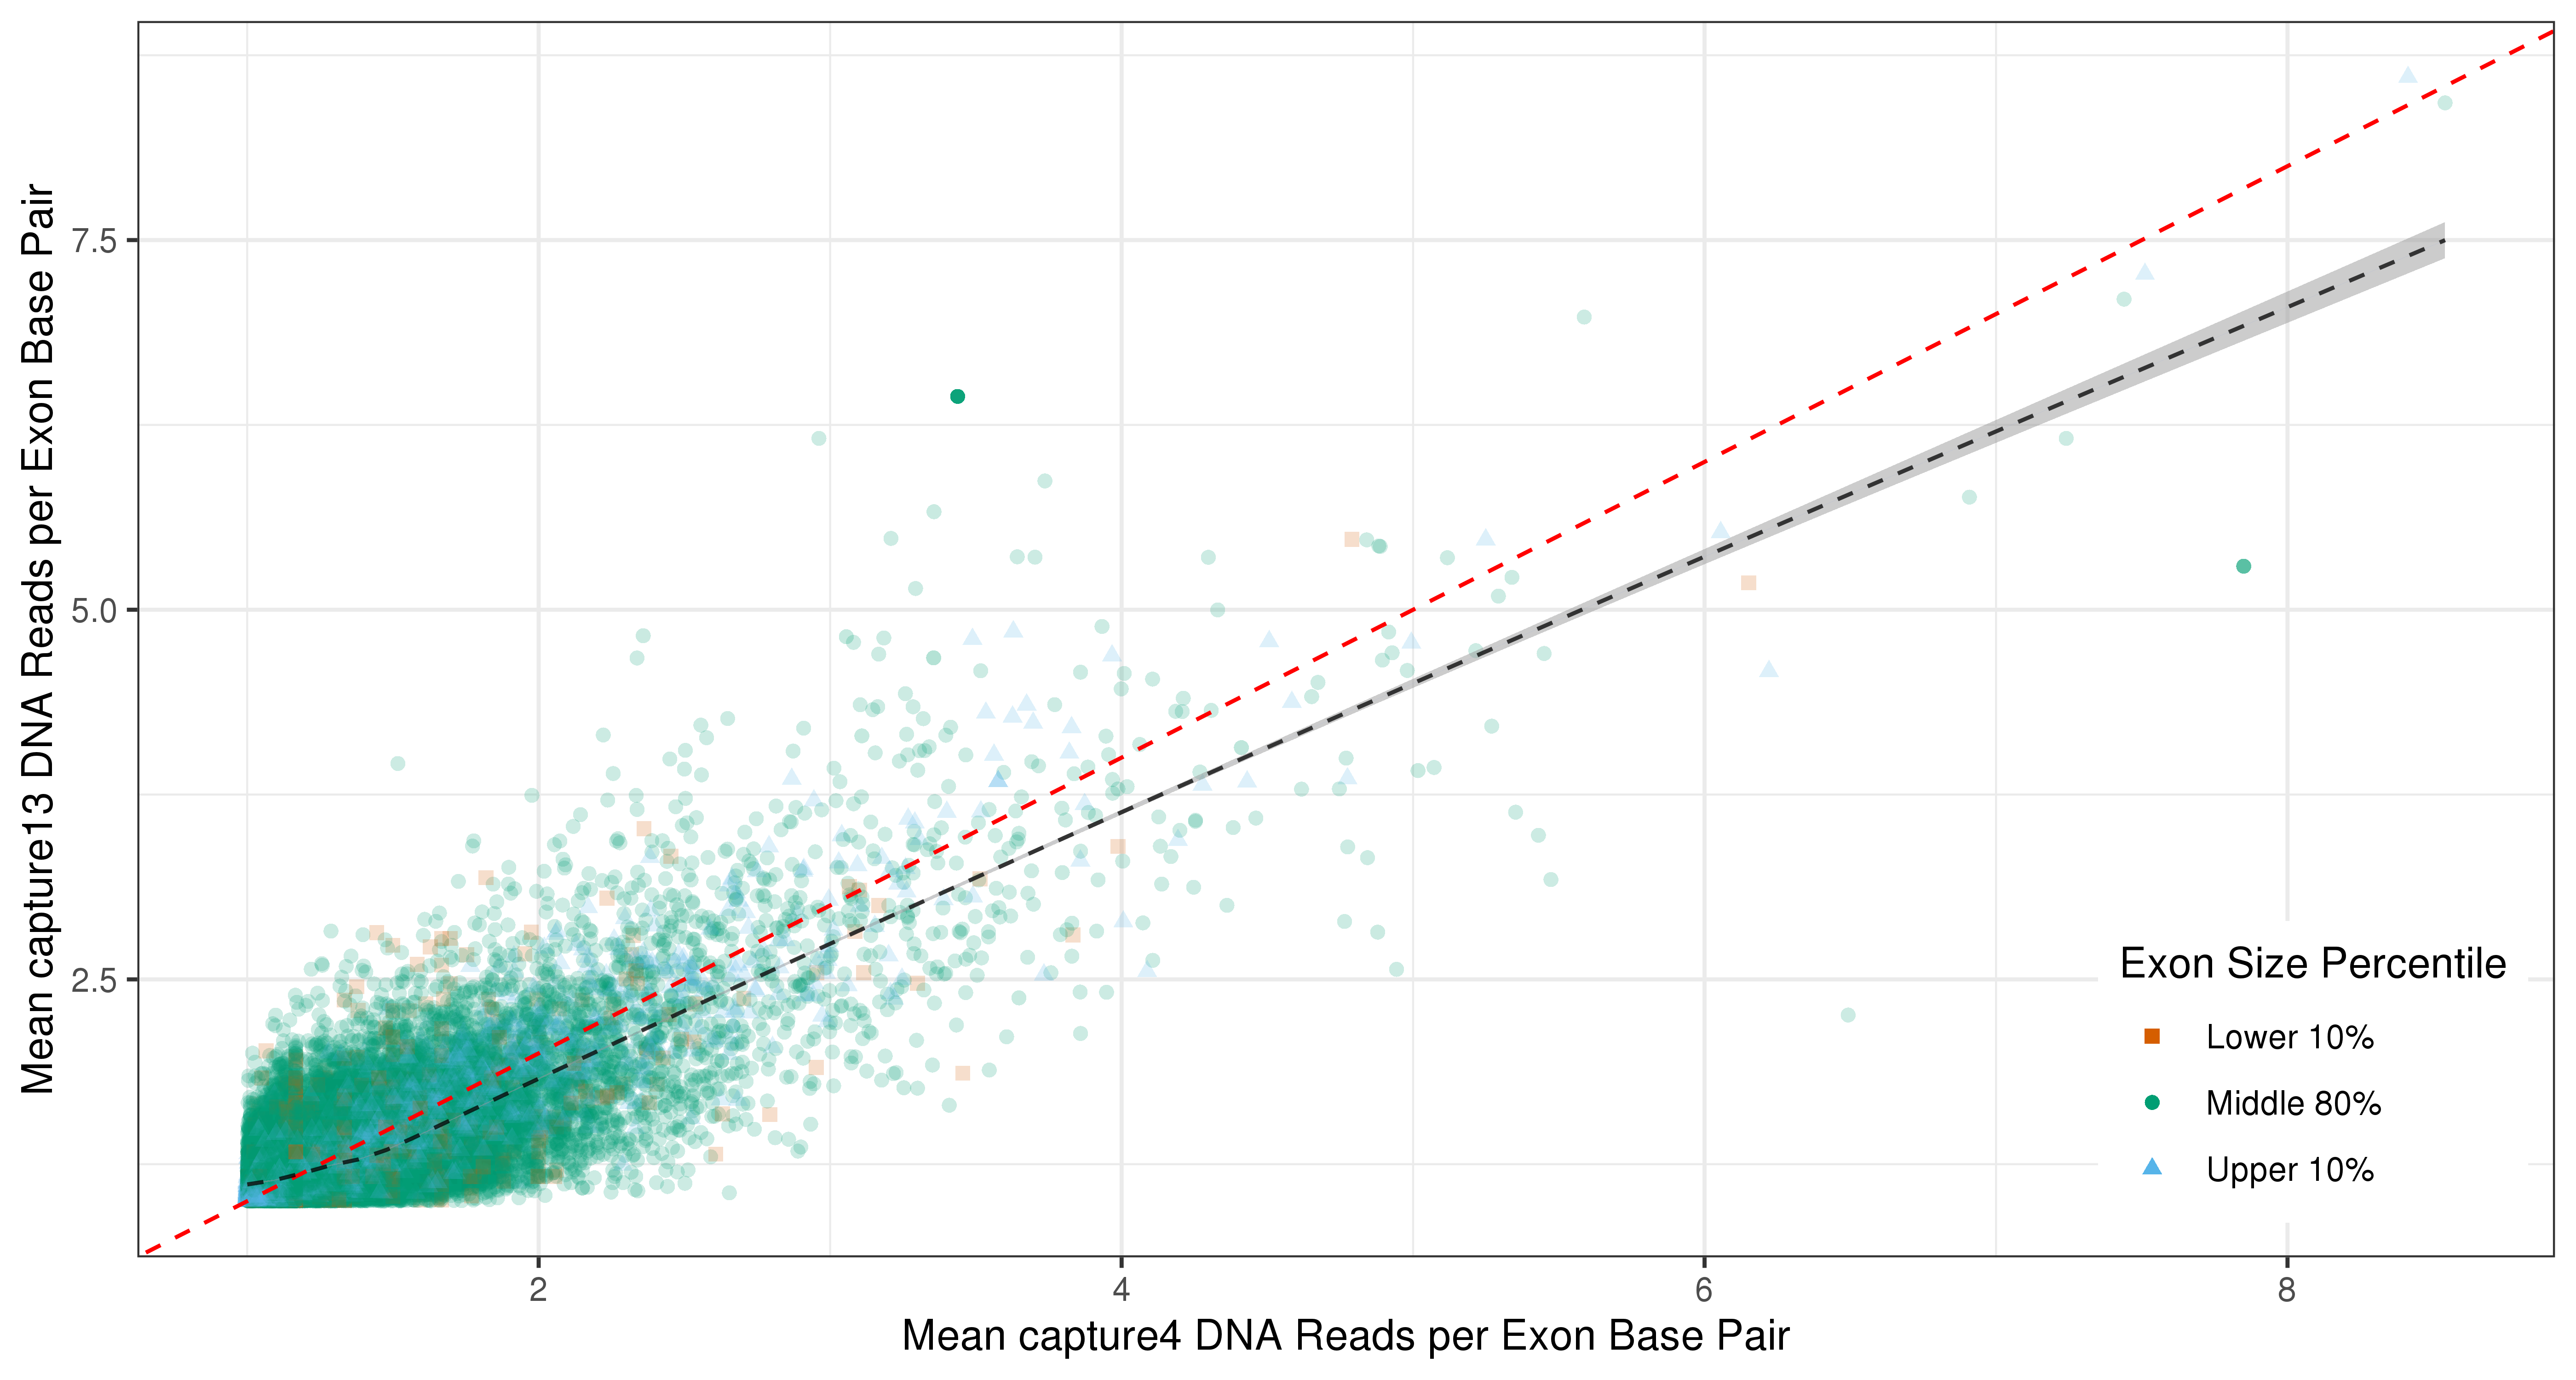 Mean capture13 DNA Reads per Exon Base Pair
7.5
5.0
2.5
2
4
6
8
Mean capture4 DNA Reads per Exon Base Pair
Exon Size Percentile
Lower 10%
Middle 80%
Upper 10%